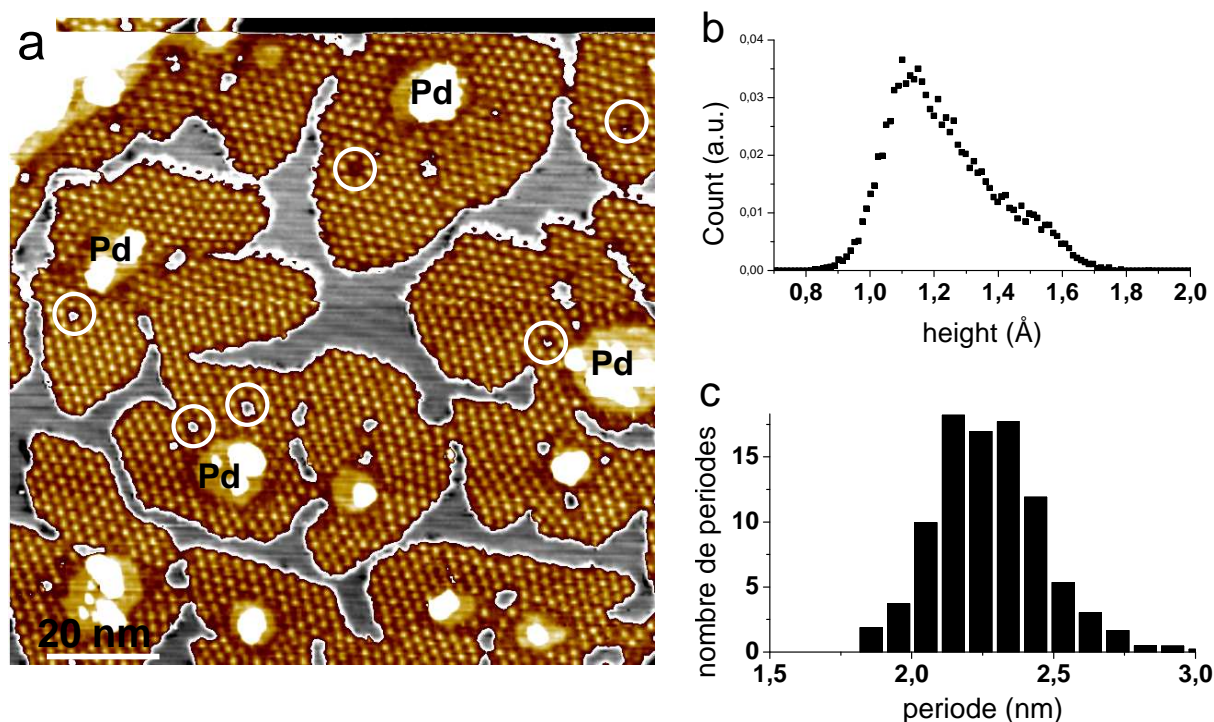 a
Pd
Pd
Pd
Pd
20 nm
b
0,04
0,03
0,02
0,01
0,00
Count (a.u.)
0,8 1,0 1,2 1,4 1,6 1,8 2,0
height (Å)
c
15
10
5
0
nombre de periodes
1,5 2,0 2,5 3,0
periode (nm)